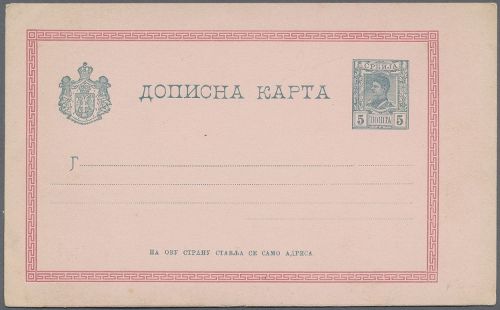 ДОПИСНА КАРТА
СРБИЈА
5 ПОШТА 5
Г
НА ОВУ СТРАНУ СТАВЉА СЕ САМО АДРЕСА.